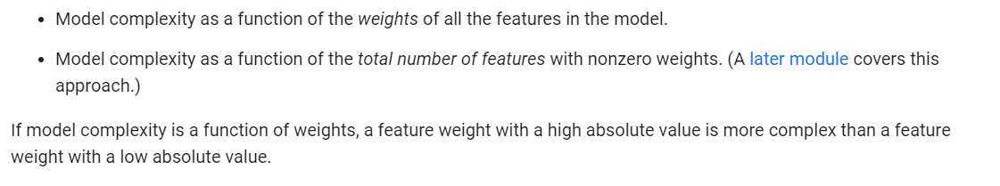 • Model complexity as a function of the weights of all the features in the model.
• Model complexity as a function of the total number of features with nonzero weights. (A later module covers this
approach.)
If model complexity is a function of weights, a feature weight with a high absolute value is more complex than a feature
weight with a low absolute value.